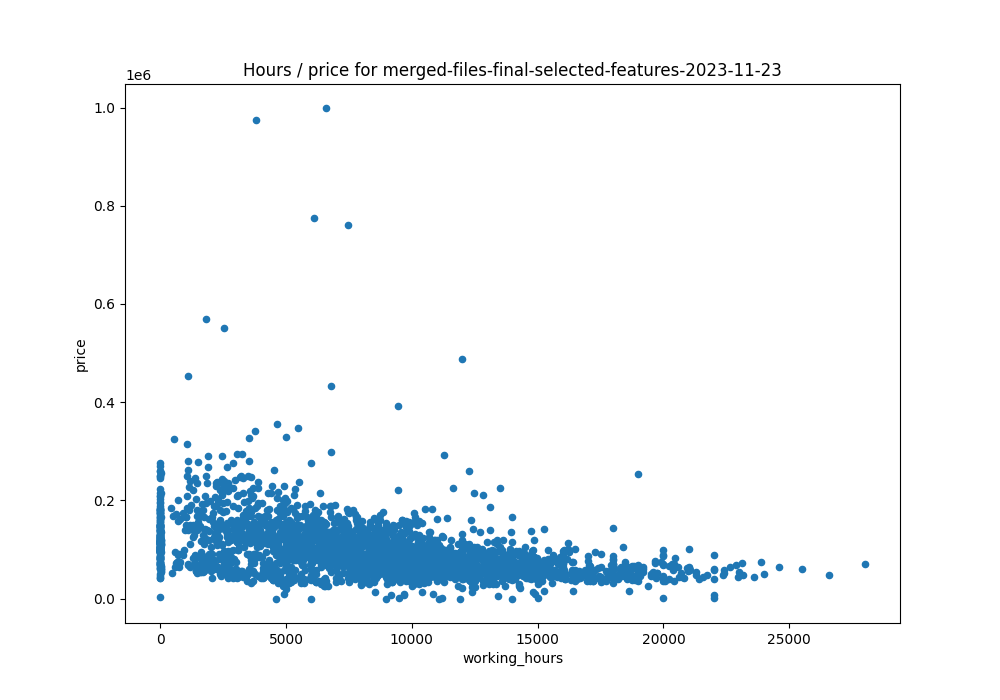 Hours / price for merged-files-final-selected-features-2023-11-23
1e6
1.0
0.8
0.6
0.4
0.2
0.0
price
0 5000 10000 15000 20000 25000
working_hours